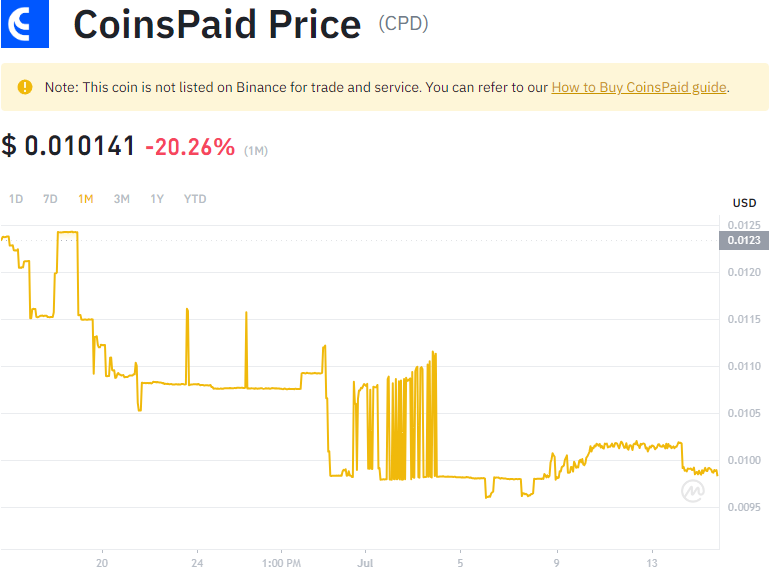 CoinsPaid Price (CPD)
Note: This coin is not listed on Binance for trade and service. You can refer to our How to Buy CoinsPaid guide.
$ 0.010141 -20.26% (1M)
1D 7D 1M 3M 1Y YTD
USD
0.0125
0.0123
0.0120
0.0115
0.0110
0.0105
0.0100
0.0095
20 24 1:00 PM Jul 5 9 13